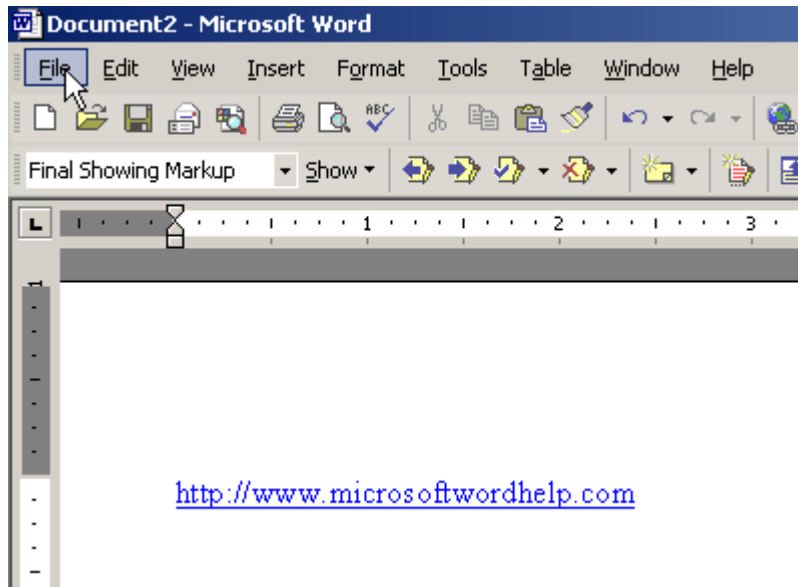 Document2 - Microsoft Word
File Edit View Insert Format Tools Table Window Help
ABC
Final Showing Markup Show
L 1 2 3
http://www.microsoftwordhelp.com